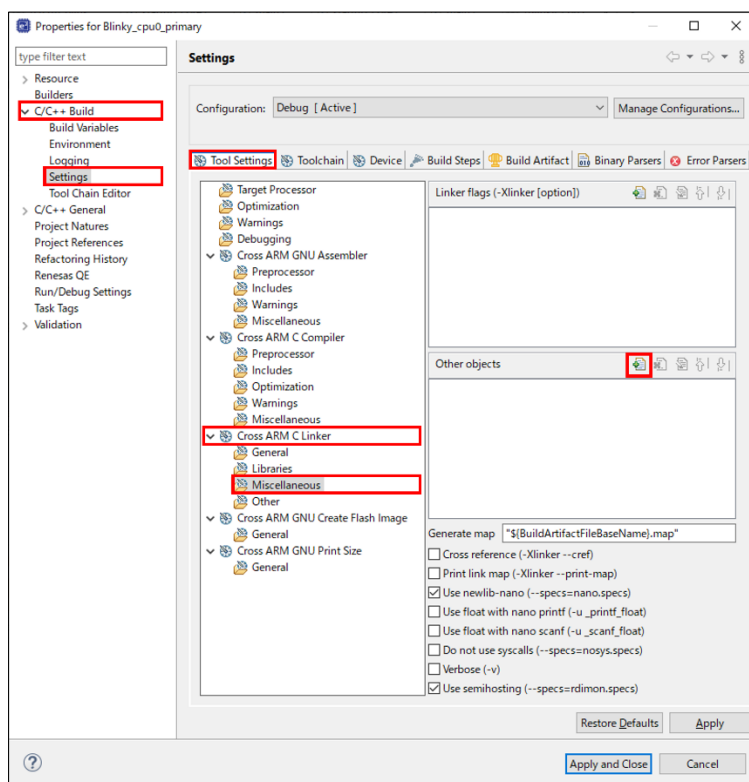 Properties for Blinky_cpu0_primary
type filter text
Resource
Builders
C/C++ Build
Build Variables
Environment
Logging
Settings
Tool Chain Editor
C/C++ General
Project Natures
Project References
Refactoring History
Renesas QE
Run/Debug Settings
Task Tags
Validation
Settings
Configuration: Debug [ Active ] Manage Configurations...
Tool Settings Toolchain Device Build Steps Build Artifact Binary Parsers Error Parsers
Target Processor
Optimization
Warnings
Debugging
Cross ARM GNU Assembler
Preprocessor
Includes
Warnings
Miscellaneous
Cross ARM C Compiler
Preprocessor
Includes
Optimization
Warnings
Miscellaneous
Cross ARM C Linker
General
Libraries
Miscellaneous
Other
Cross ARM GNU Create Flash Image
General
Cross ARM GNU Print Size
General
Linker flags (-Xlinker [option])
Other objects
Generate map "${BuildArtifactFileBaseName}.map"
Cross reference (-Xlinker --cref)
Print link map (-Xlinker --print-map)
Use newlib-nano (--specs=nano.specs)
Use float with nano printf (-u _printf_float)
Use float with nano scanf (-u _scanf_float)
Do not use syscalls (--specs=nosys.specs)
Verbose (-v)
Use semihosting (--specs=rdimon.specs)
Restore Defaults Apply
Apply and Close Cancel